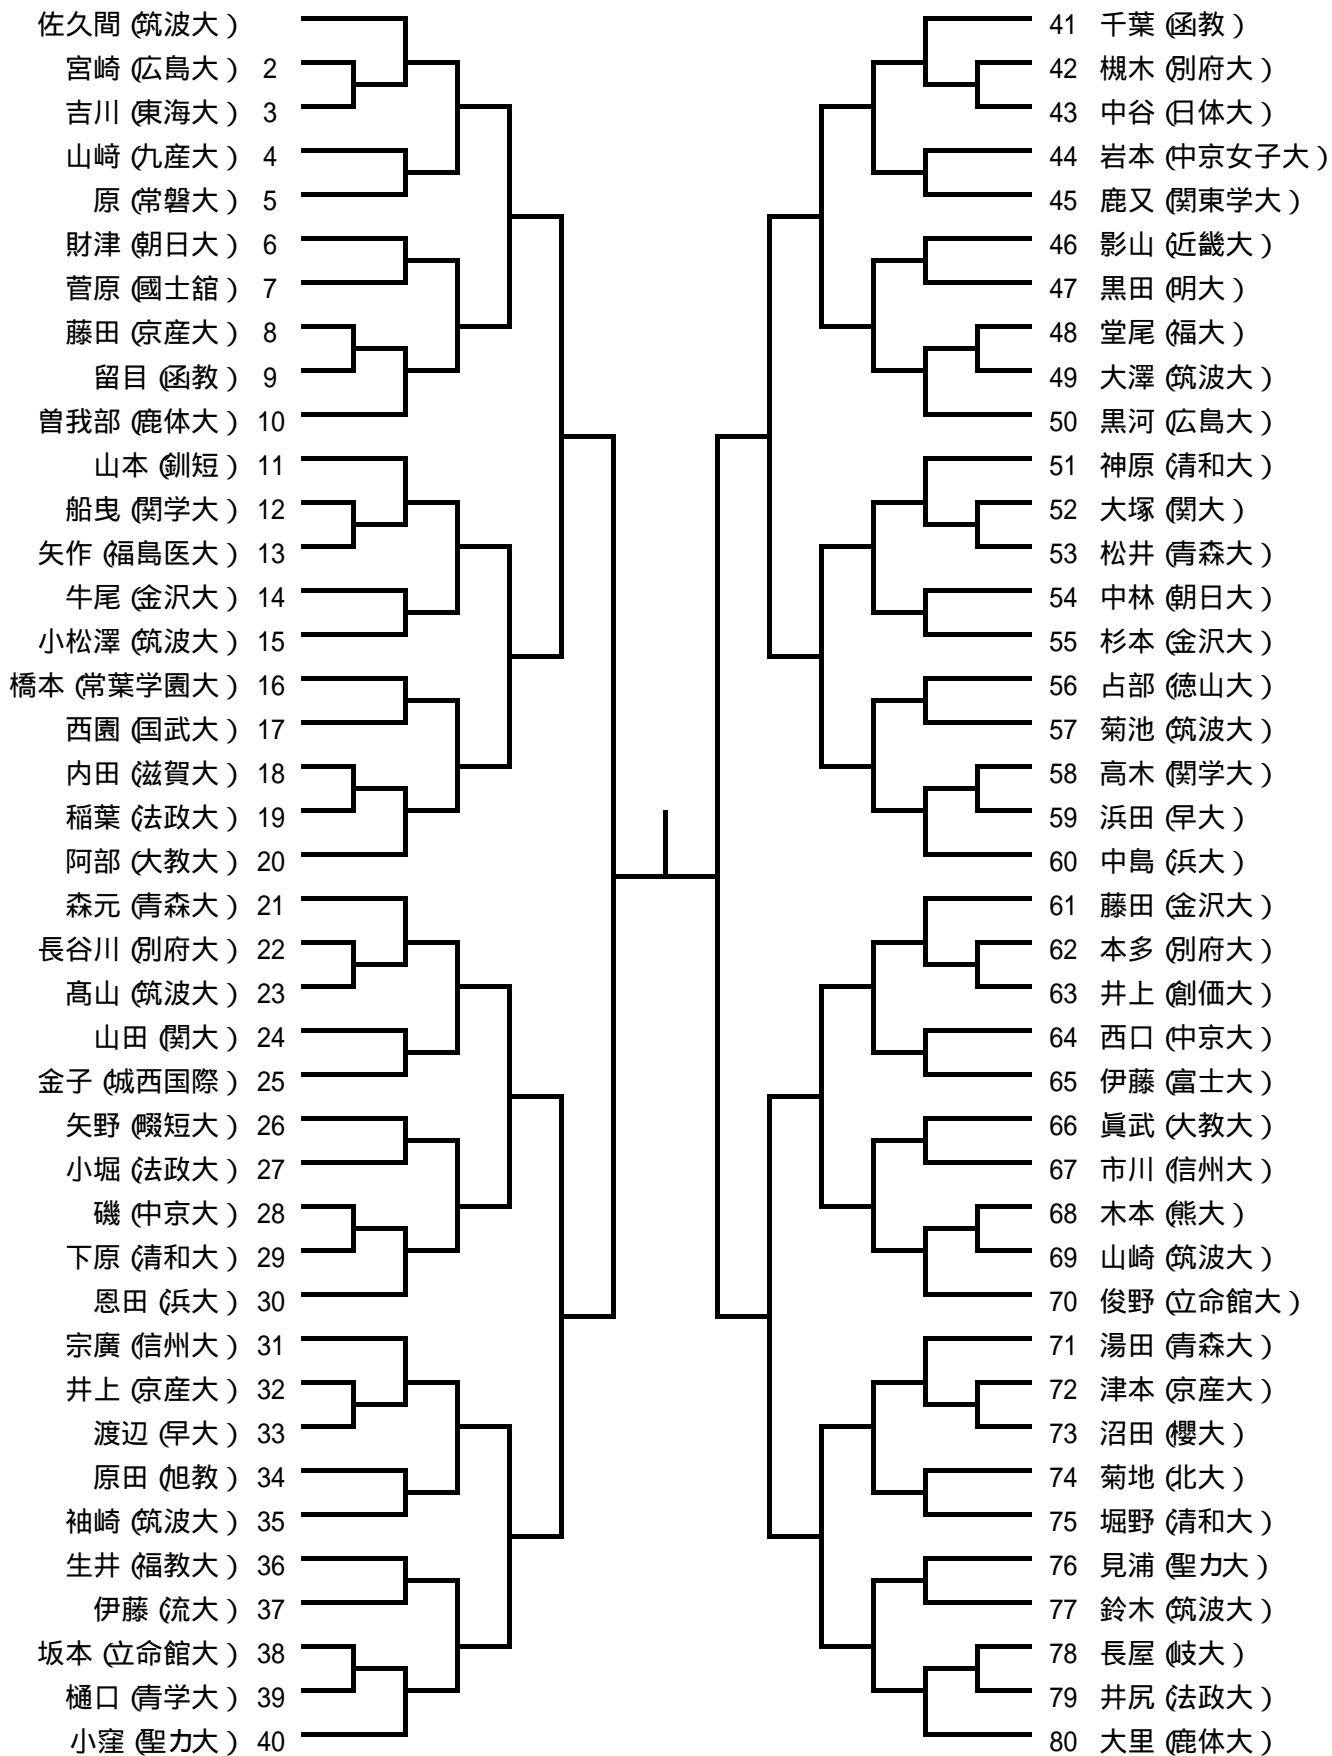 佐久間 (筑波大)
宮崎 (広島大) 2
吉川 (東海大) 3
山﨑 (九産大) 4
原 (常磐大) 5
財津 (朝日大) 6
菅原 (國士舘) 7
藤田 (京産大) 8
留目 (函教) 9
曽我部 (鹿体大) 10
山本 (釧短) 11
船曳 (関学大) 12
矢作 (福島医大) 13
牛尾 (金沢大) 14
小松澤 (筑波大) 15
橋本 (常葉学園大) 16
西園 (国武大) 17
内田 (滋賀大) 18
稲葉 (法政大) 19
阿部 (大教大) 20
森元 (青森大) 21
長谷川 (別府大) 22
髙山 (筑波大) 23
山田 (関大) 24
金子 (城西国際) 25
矢野 (畷短大) 26
小堀 (法政大) 27
磯 (中京大) 28
下原 (清和大) 29
恩田 (浜大) 30
宗廣 (信州大) 31
井上 (京産大) 32
渡辺 (早大) 33
原田 (旭教) 34
袖崎 (筑波大) 35
生井 (福教大) 36
伊藤 (流大) 37
坂本 (立命館大) 38
樋口 (青学大) 39
小窪 (聖カ大) 40
41 千葉 (函教)
42 槻木 (別府大)
43 中谷 (日体大)
44 岩本 (中京女子大)
45 鹿又 (関東学大)
46 影山 (近畿大)
47 黒田 (明大)
48 堂尾 (福大)
49 大澤 (筑波大)
50 黒河 (広島大)
51 神原 (清和大)
52 大塚 (関大)
53 松井 (青森大)
54 中林 (朝日大)
55 杉本 (金沢大)
56 占部 (徳山大)
57 菊池 (筑波大)
58 高木 (関学大)
59 浜田 (早大)
60 中島 (浜大)
61 藤田 (金沢大)
62 本多 (別府大)
63 井上 (創価大)
64 西口 (中京大)
65 伊藤 (富士大)
66 眞武 (大教大)
67 市川 (信州大)
68 木本 (熊大)
69 山崎 (筑波大)
70 俊野 (立命館大)
71 湯田 (青森大)
72 津本 (京産大)
73 沼田 (櫻大)
74 菊地 (北大)
75 堀野 (清和大)
76 見浦 (聖カ大)
77 鈴木 (筑波大)
78 長屋 (岐大)
79 井尻 (法政大)
80 大里 (鹿体大)